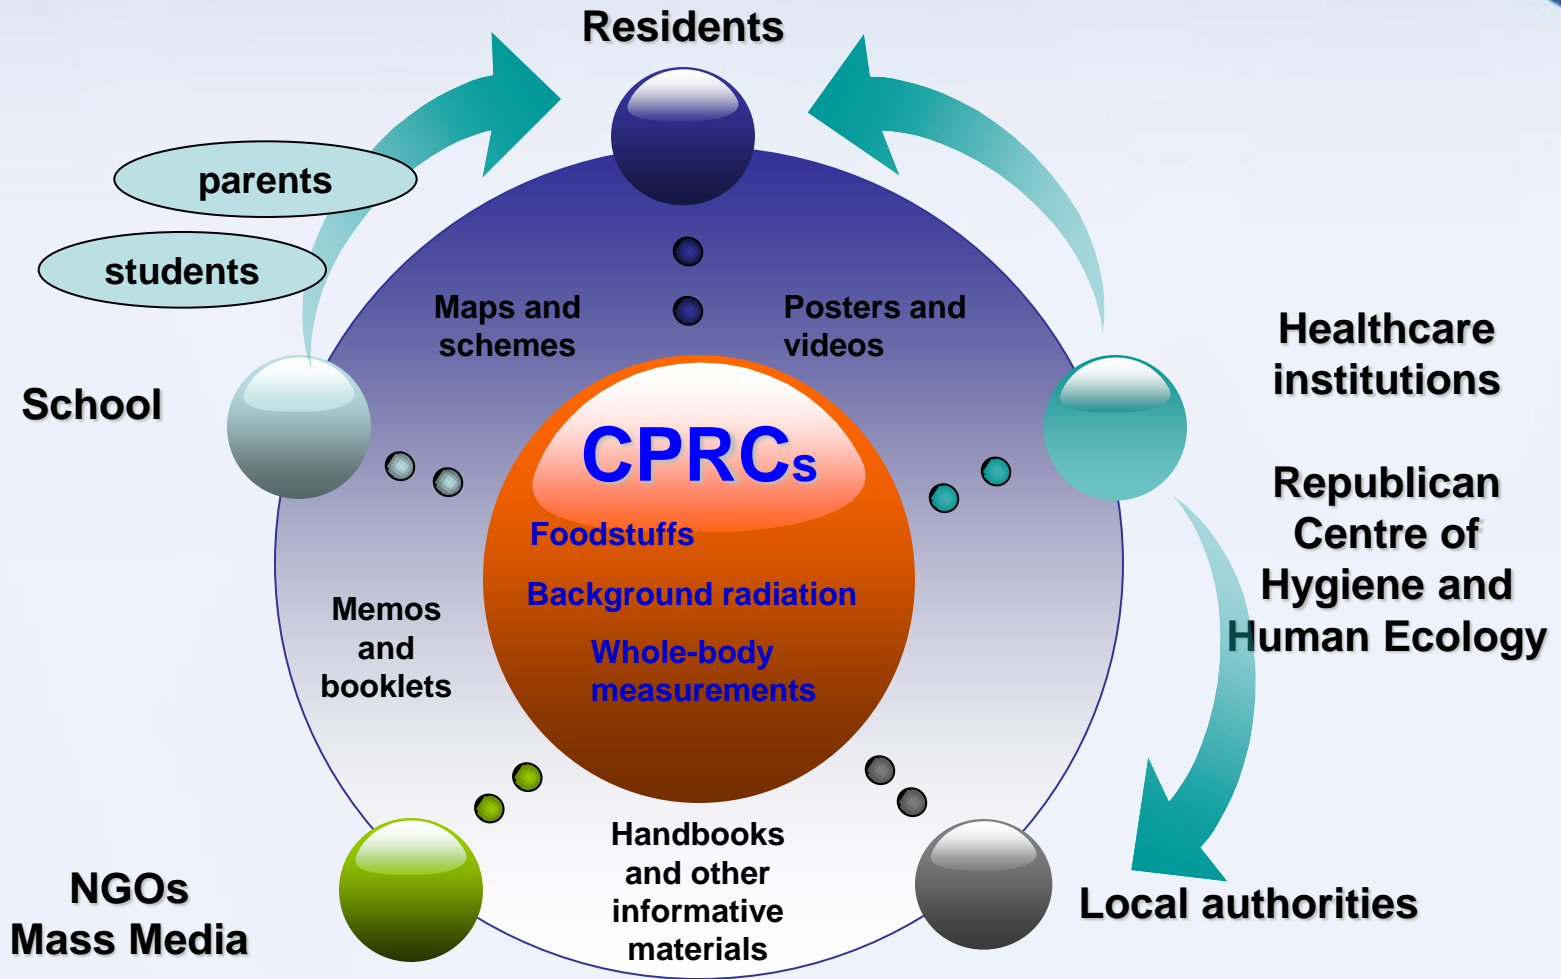 Residents
parents
students
Maps and
schemes
Posters and
videos
School
Healthcare
institutions
CPRCs
Foodstuffs
Background radiation
Whole-body
measurements
Republican
Centre of
Hygiene and
Human Ecology
Memos
and
booklets
Handbooks
and other
informative
materials
NGOs
Mass Media
Local authorities